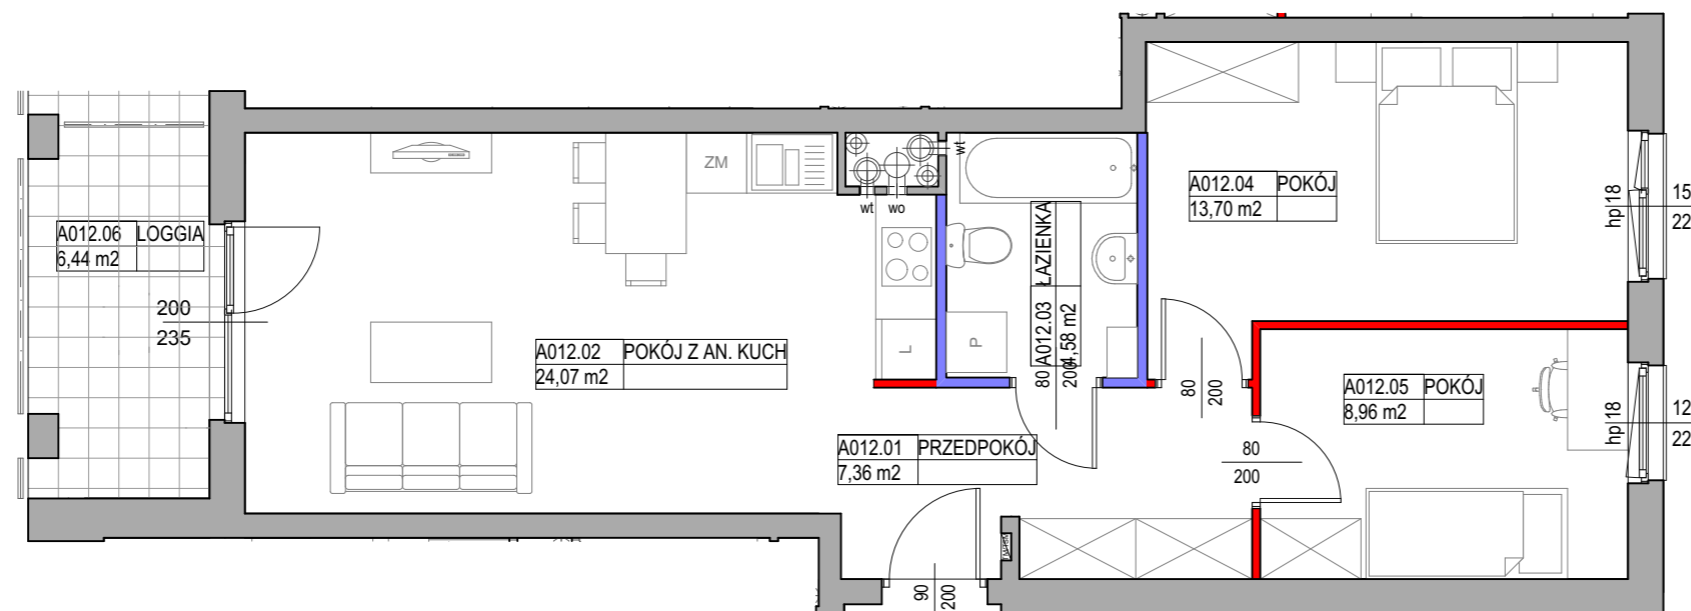 ZM
wt
wt
wo
A012.04 POKÓJ
13,70 m2
hp18
15
22
A012.06 LOGGIA
6,44 m2
200
235
A012.03 ŁAZIENKA
4,58 m2
80
200
P
L
A012.02 POKÓJ Z AN. KUCH
24,07 m2
80
200
A012.05 POKÓJ
8,96 m2
hp18
12
22
A012.01 PRZEDPOKÓJ
7,36 m2
80
200
90
200